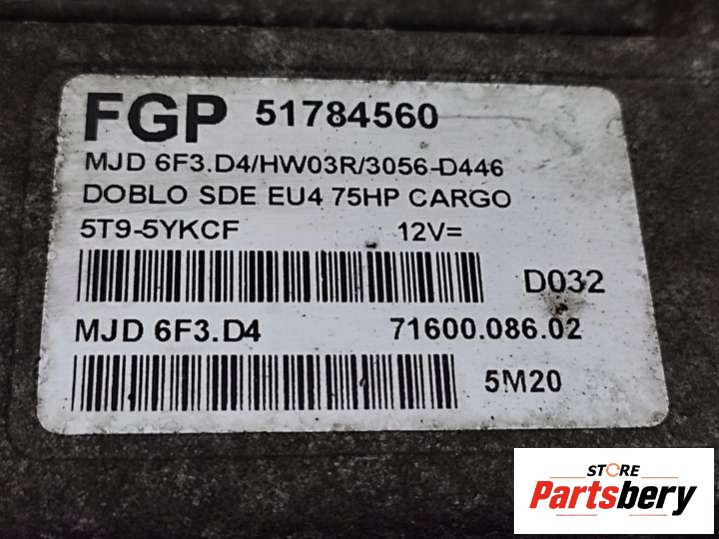 FGP 51784560
MJD 6F3.D4/HW03R/3056-D446
DOBLO SDE EU4 75HP CARGO
5T9-5YKCF 12V=
D032
MJD 6F3.D4 71600.086.02
5M20
STORE
Partsbery